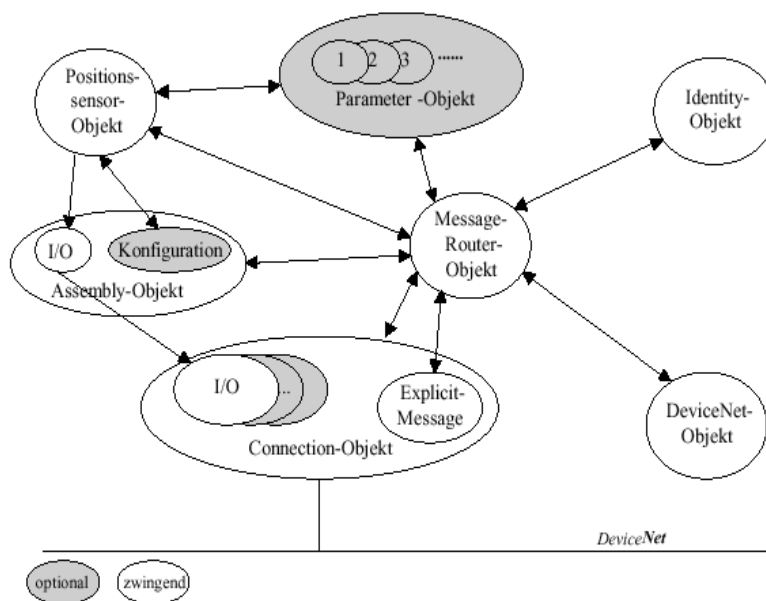 Positions-
sensor-
Objekt
1 2 3 ......
Parameter -Objekt
Identity-
Objekt
Message-
Router-
Objekt
I/O
Konfiguration
Assembly-Objekt
I/O
...
Explicit-
Message
Connection-Objekt
DeviceNet-
Objekt
DeviceNet
optional
zwingend